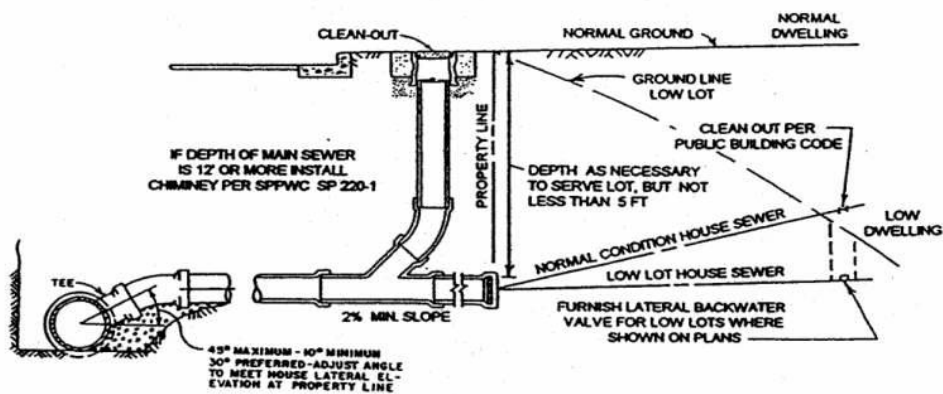 CLEAN-OUT
NORMAL GROUND
NORMAL
DWELLING
GROUND LINE
LOW LOT
PROPERTY LINE
CLEAN OUT PER
PUBLIC BUILDING CODE
IF DEPTH OF MAIN SEWER
IS 12' OR MORE INSTALL
CHIMINEY PER SPPWC SP 220-1
DEPTH AS NECESSARY
TO SERVE LOT, BUT NOT
LESS THAN 5 FT
NORMAL CONDITION HOUSE SEWER
LOW
DWELLING
LOW LOT HOUSE SEWER
TEE
2% MIN. SLOPE
FURNISH LATERAL BACKWATER
VALVE FOR LOW LOTS WHERE
SHOWN ON PLANS
45° MAXIMUM - 10° MINIMUM
30° PREFERRED-ADJUST ANGLE
TO MEET HOUSE LATERAL EL-
EVATION AT PROPERTY LINE